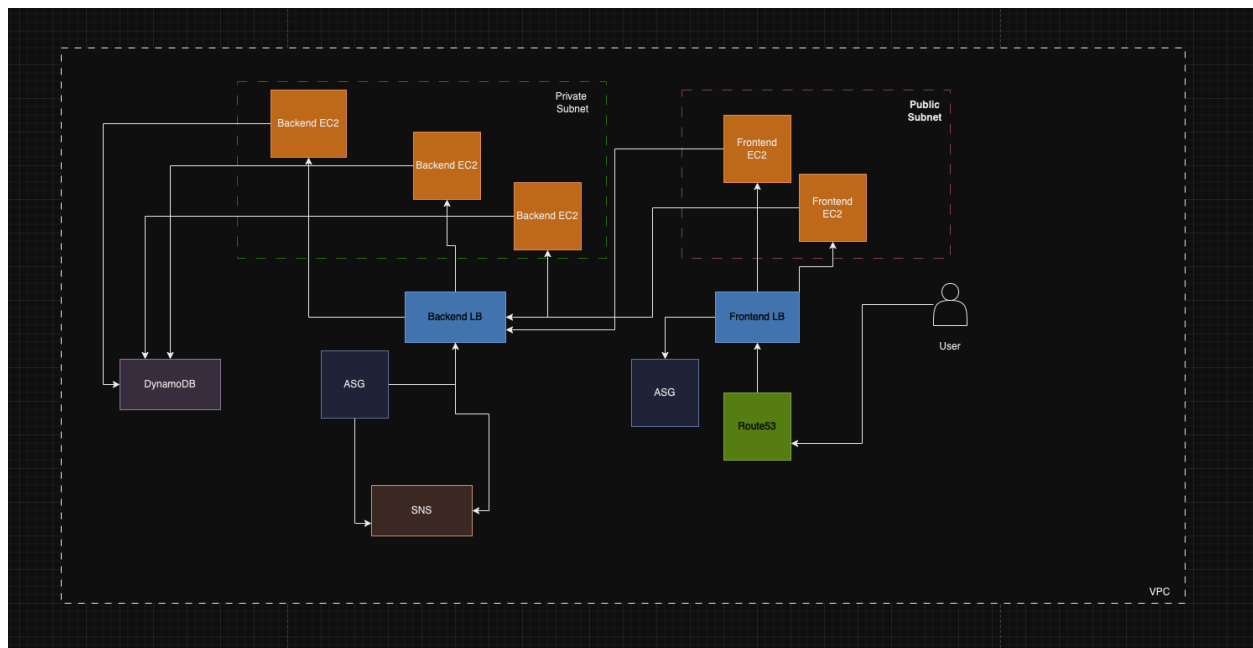 Private
Subnet
Public
Subnet
Backend EC2
Backend EC2
Backend EC2
Frontend
EC2
Frontend
EC2
Backend LB
Frontend LB
User
DynamoDB
ASG
ASG
Route53
SNS
VPC